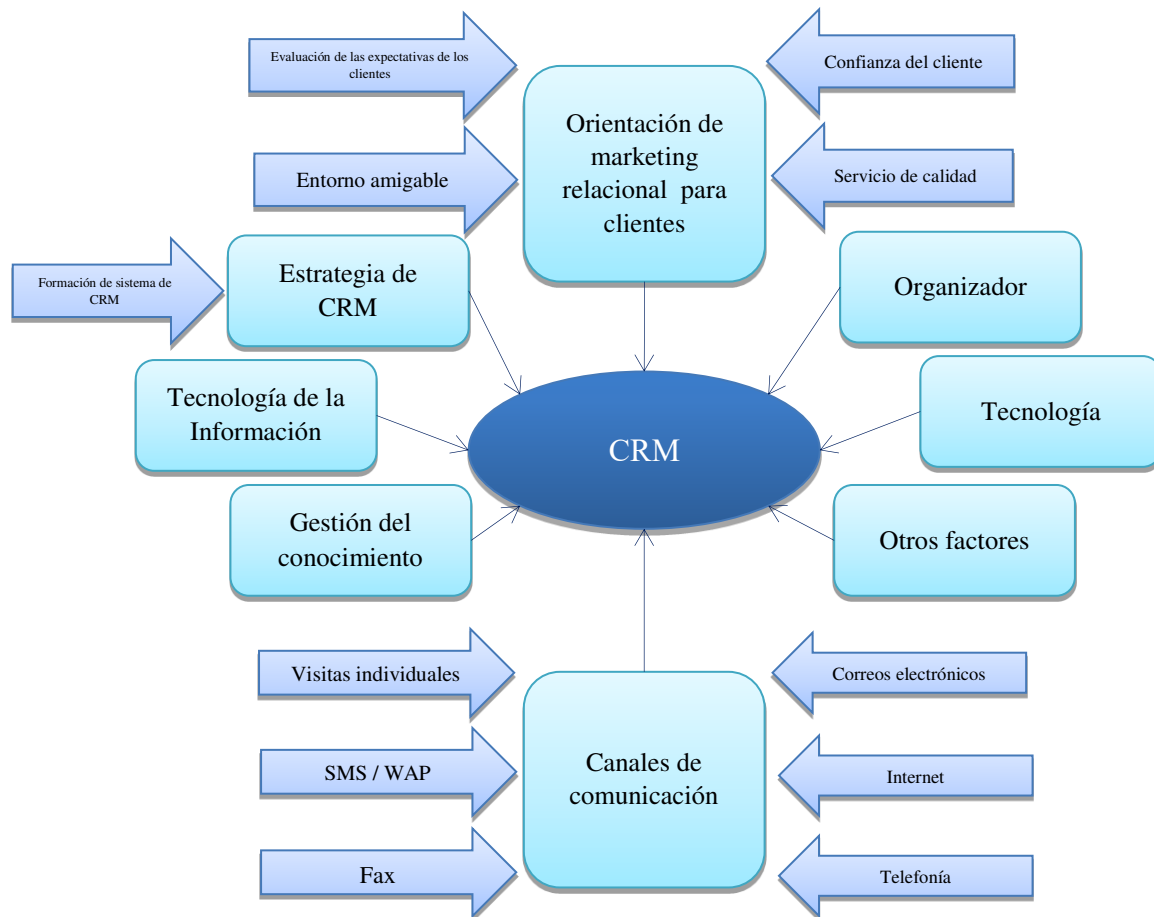 Evaluación de las expectativas de los
clientes
Confianza del cliente
Orientación de
marketing
relacional para
clientes
Entorno amigable
Servicio de calidad
Formación de sistema de
CRM
Estrategia de
CRM
Organizador
Tecnología de la
Información
Tecnología
CRM
Gestión del
conocimiento
Otros factores
Visitas individuales
Correos electrónicos
SMS / WAP
Canales de
comunicación
Internet
Fax
Telefonía